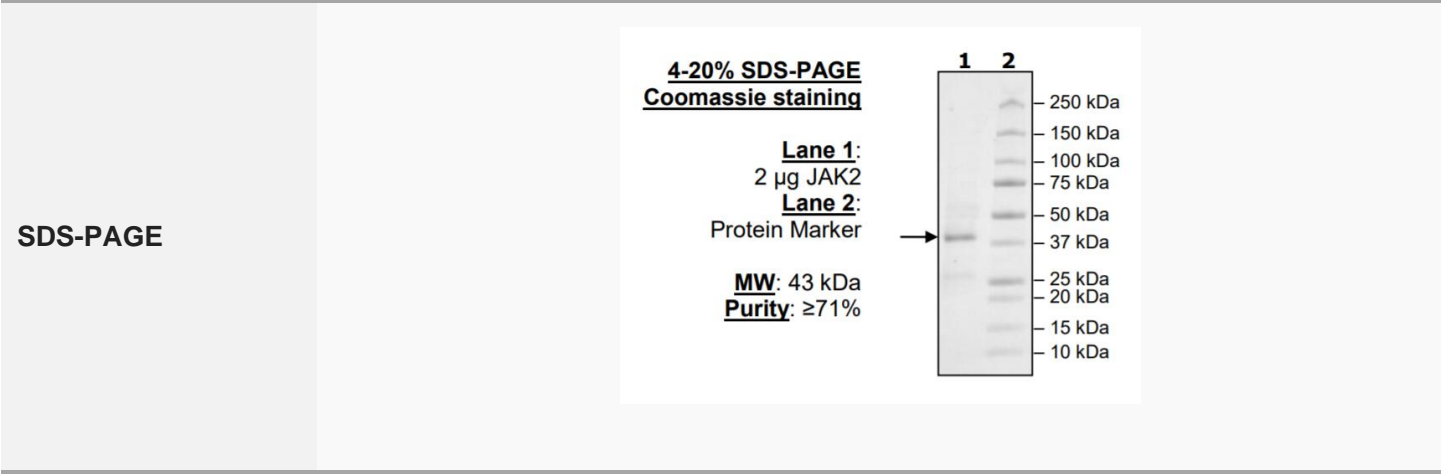 SDS-PAGE
4-20% SDS-PAGE
Coomassie staining
Lane 1:
2 µg JAK2
Lane 2:
Protein Marker
MW: 43 kDa
Purity: ≥71%
1 2
250 kDa
150 kDa
100 kDa
75 kDa
50 kDa
37 kDa
25 kDa
20 kDa
15 kDa
10 kDa